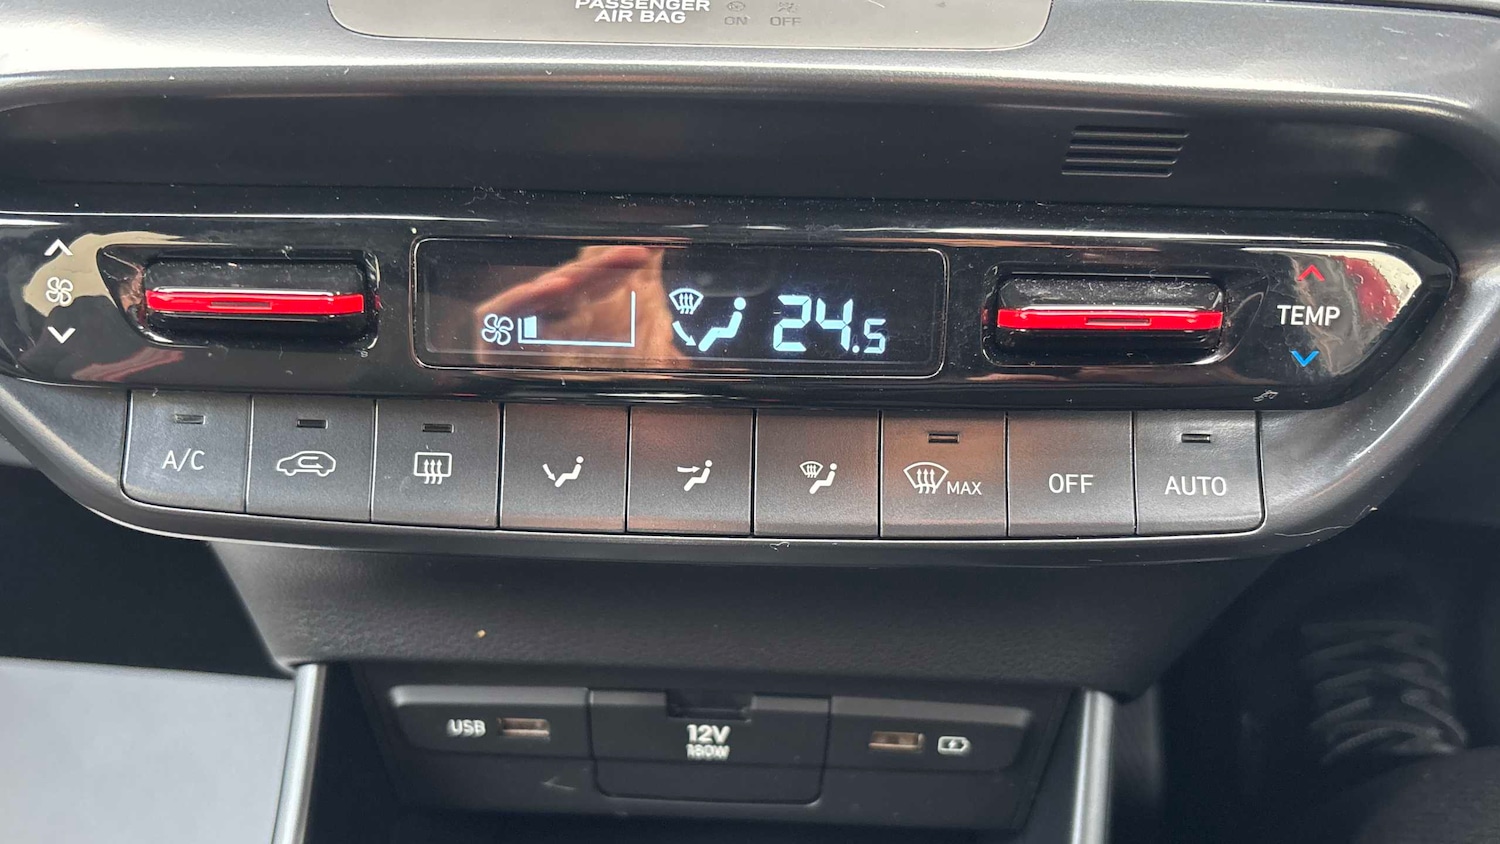 PASSENGER
AIR BAG
ON OFF
24.5
TEMP
A/C
MAX
OFF
AUTO
USB
12V
180W